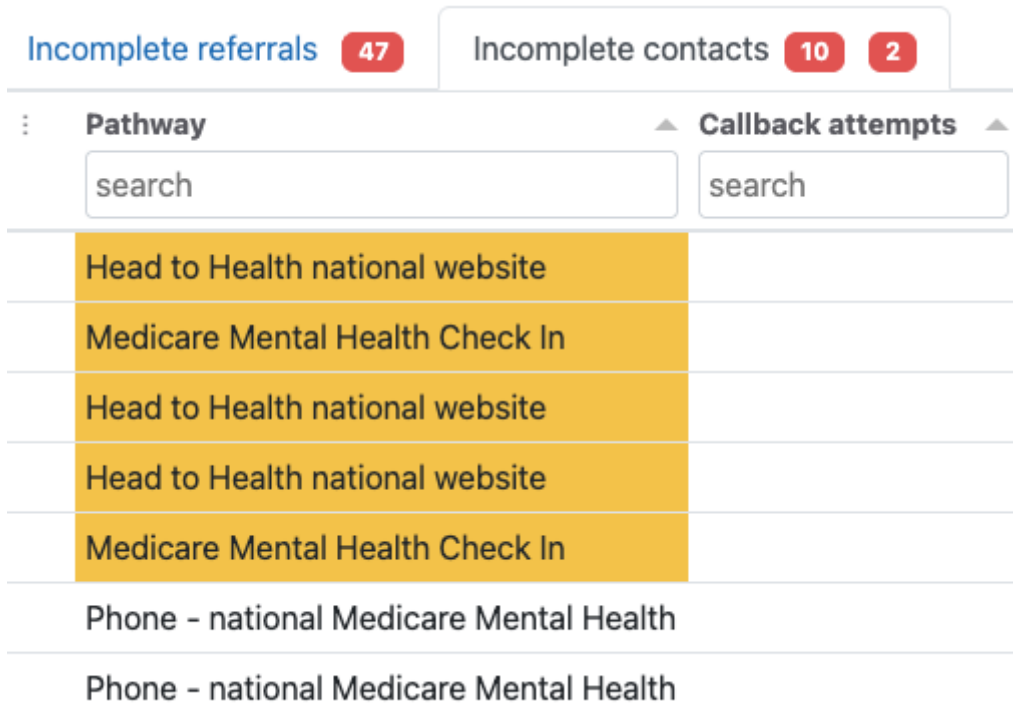 Incomplete referrals 47 Incomplete contacts 10 2
Pathway Callback attempts
search search
Head to Health national website
Medicare Mental Health Check In
Head to Health national website
Head to Health national website
Medicare Mental Health Check In
Phone - national Medicare Mental Health
Phone - national Medicare Mental Health